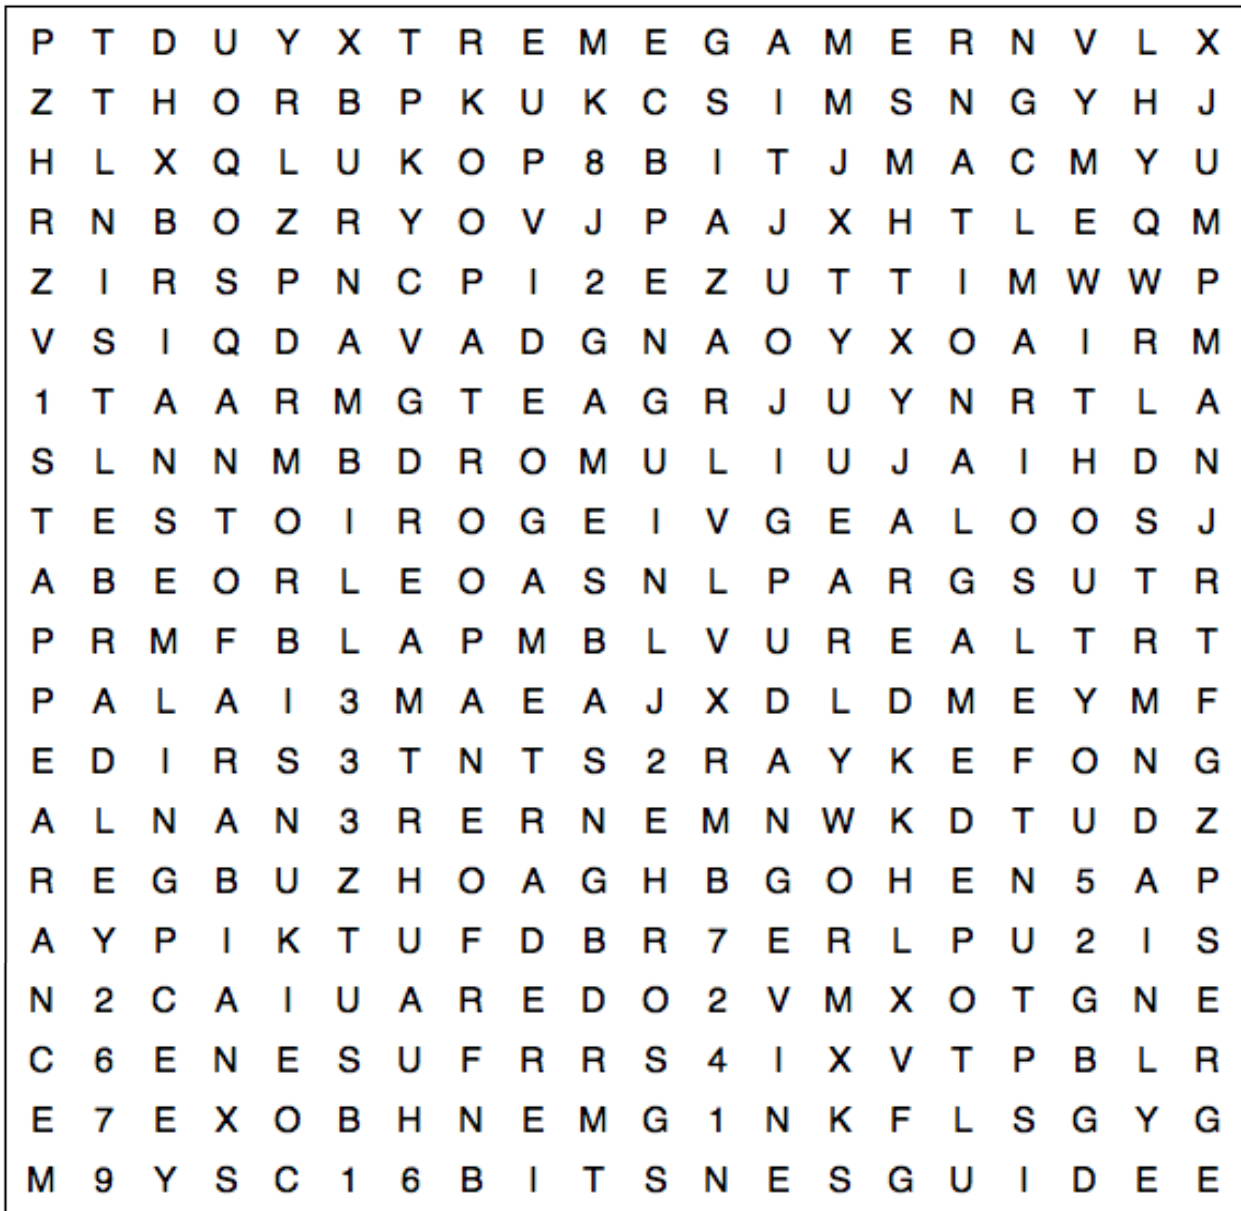 P T D U Y X T R E M E G A M E R N V L X
Z T H O R B P K U K C S I M S N G Y H J
H L X Q L U K O P 8 B I T J M A C M Y U
R N B O Z R Y O V J P A J X H T L E Q M
Z I R S P N C P I 2 E Z U T T I M W W P
V S I Q D A V A D G N A O Y X O A I R M
1 T A A R M G T E A G R J U Y N R T L A
S L N N M B D R O M U L I U J A I H D N
T E S T O I R O G E I V G E A L O O S J
A B E O R L E O A S N L P A R G S U T R
P R M F B L A P M B L V U R E A L T R T
P A L A I 3 M A E A J X D L D M E Y M F
E D I R S 3 T N T S 2 R A Y K E F O N G
A L N A N 3 R E R N E M N W K D T U D Z
R E G B U Z H O A G H B G O H E N 5 A P
A Y P I K T U F D B R 7 E R L P U 2 I S
N 2 C A I U A R E D O 2 V M X O T G N E
C 6 E N E S U F R R S 4 I X V T P B L R
E 7 E X O B H N E M G 1 N K F L S G Y G
M 9 Y S C 1 6 B I T S N E S G U I D E E